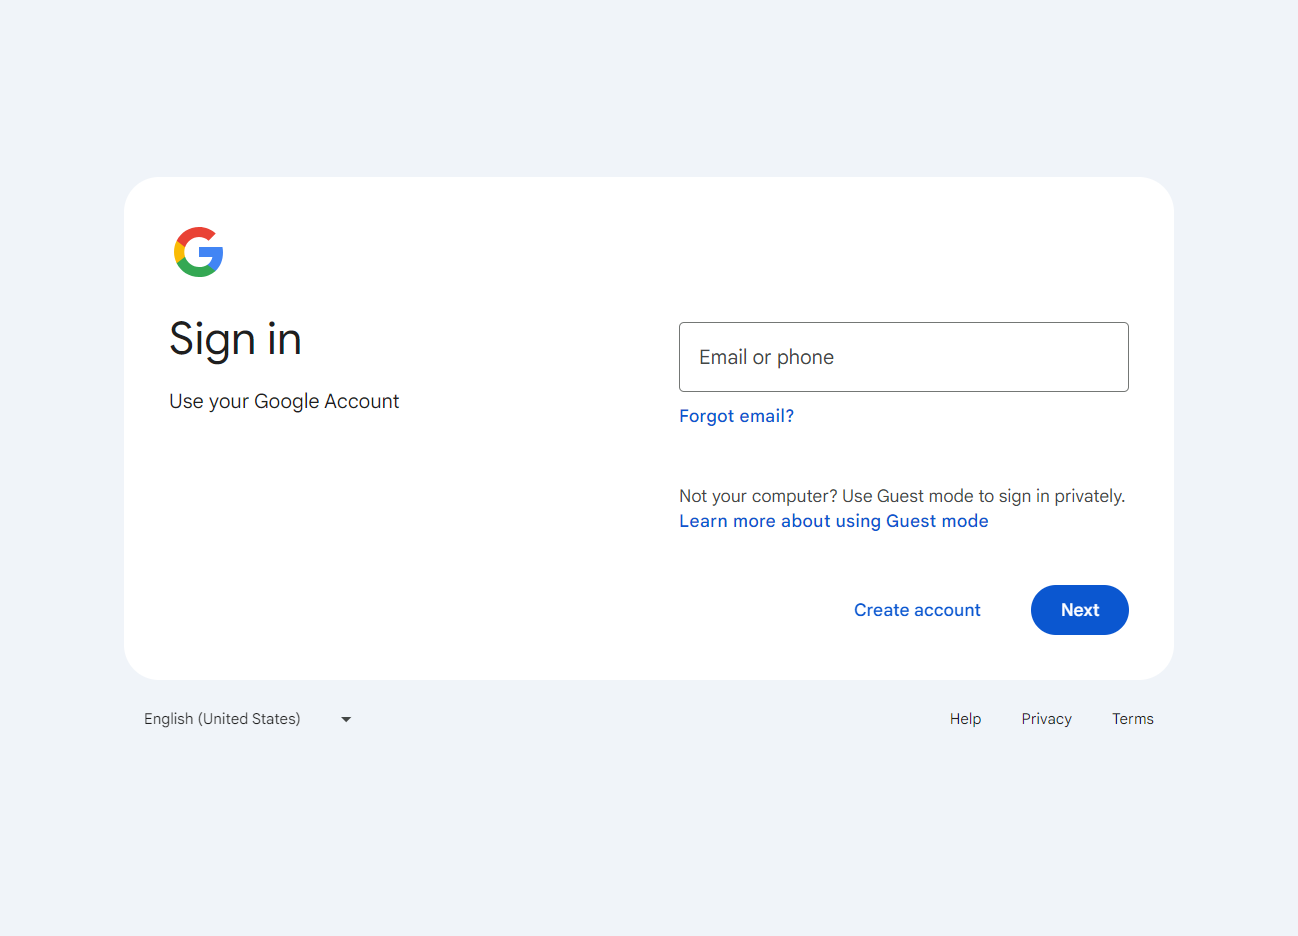 Sign in
Use your Google Account
Email or phone
Forgot email?
Not your computer? Use Guest mode to sign in privately.
Learn more about using Guest mode
Create account
Next
English (United States)
Help
Privacy
Terms